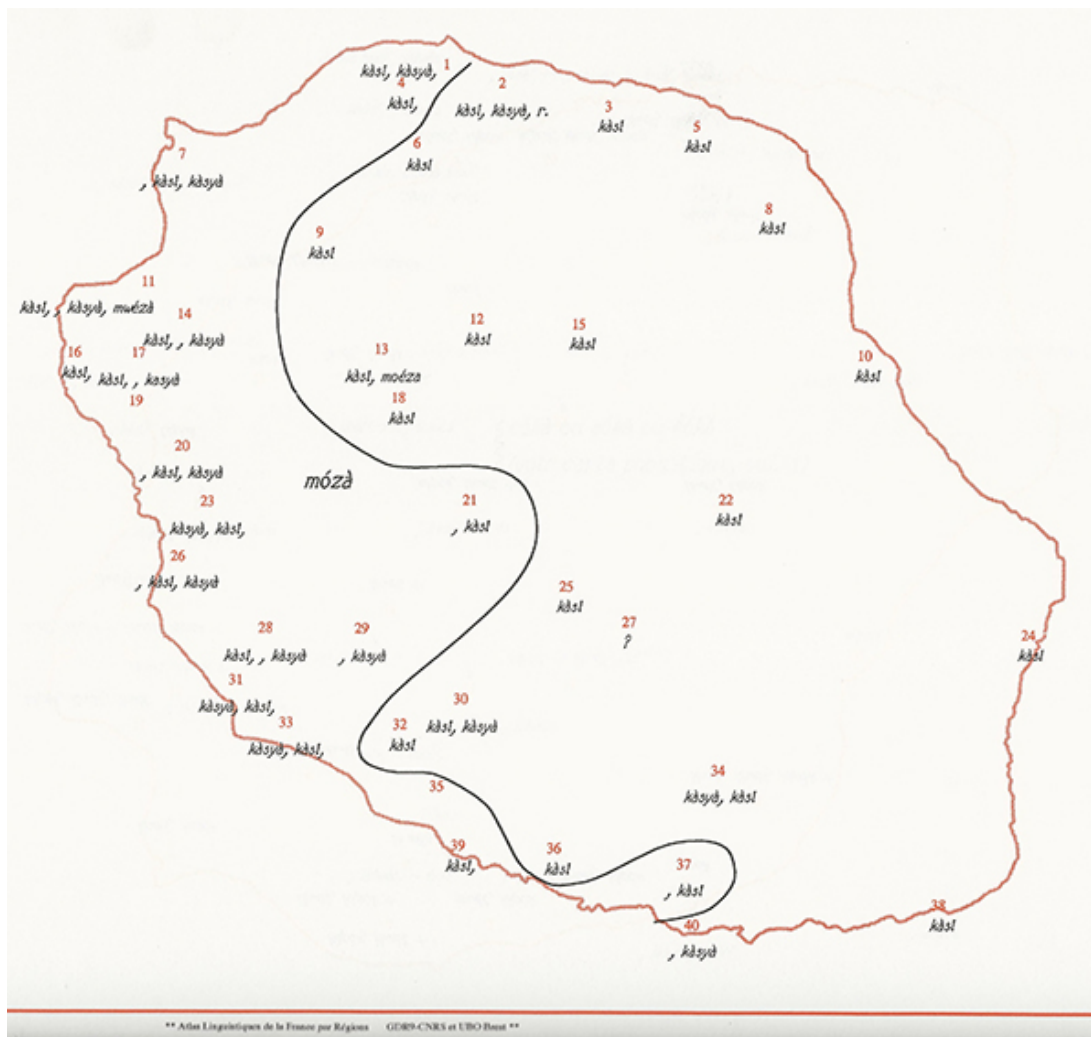 1
kàsl, kàsyà,
2
kàsl, kàsyà, r.
4
kàsl,
3
kàsl
5
kàsl
6
kàsl
7
, kàsl, kàsyà
8
kàsl
9
kàsl
11
kàsl, , kàsyà, mwézà
14
kàsl, , kàsyà
12
kàsl
15
kàsl
13
kàsl, moéza
10
kàsl
16
kàsl,
17
kàsl, , kasyà
18
kàsl
19
20
, kàsl, kàsyà
mózà
21
, kàsl
22
kàsl
23
kàsyà, kàsl,
26
, kàsl, kàsyà
25
kàsl
27
?
24
kàsl
28
kàsl, , kàsyà
29
, kàsyà
31
kàsyà, kàsl,
30
kàsl, kàsyà
33
kàsyà, kàsl,
32
kàsl
34
kàsyà, kàsl
35
39
kàsl,
36
kàsl
37
, kàsl
38
kàsl
40
, kàsyà
** Atlas Linguistiques de la France par Régions GDR9-CNRS et UBO Brest **